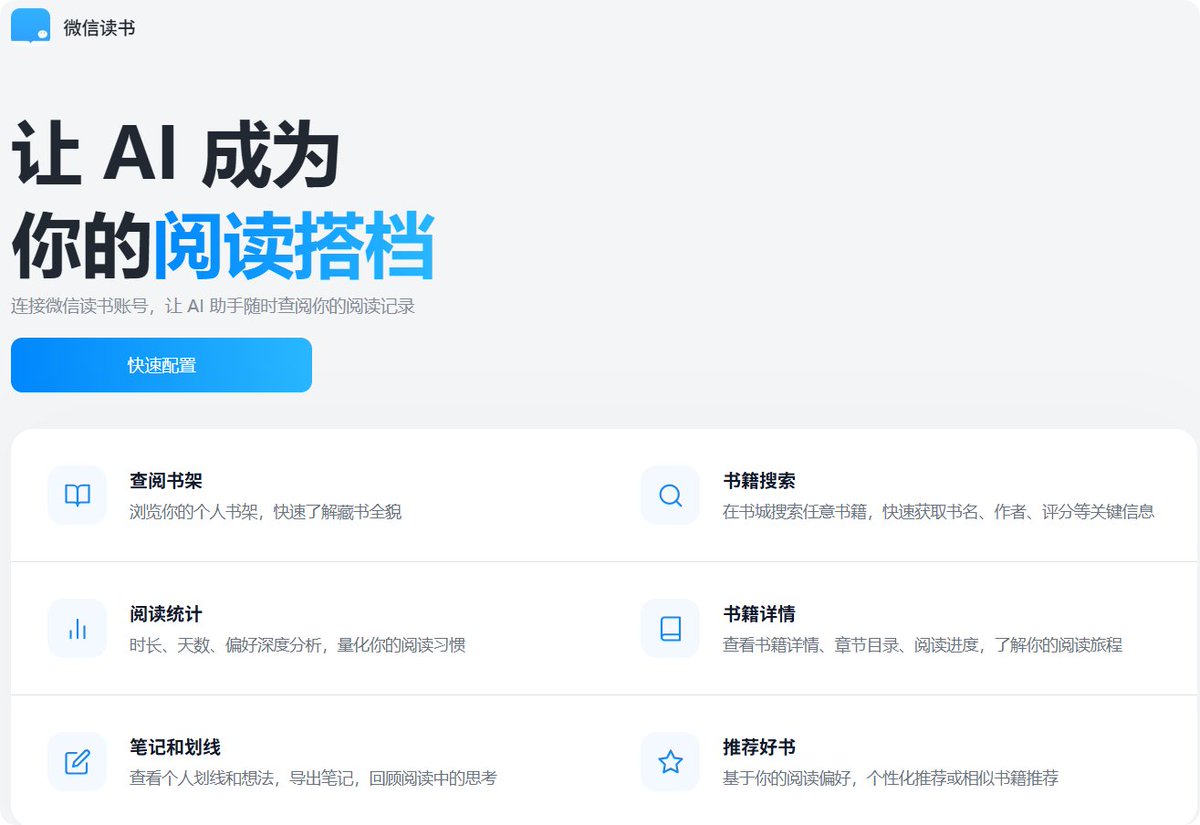 微信读书
让 AI 成为
你的阅读搭档
连接微信读书账号，让 AI 助手随时查阅你的阅读记录
快速配置
查阅书架
浏览你的个人书架，快速了解藏书全貌
书籍搜索
在书城搜索任意书籍，快速获取书名、作者、评分等关键信息
阅读统计
时长、天数、偏好深度分析，量化你的阅读习惯
书籍详情
查看书籍详情、章节目录、阅读进度，了解你的阅读旅程
笔记和划线
查看个人划线和想法，导出笔记，回顾阅读中的思考
推荐好书
基于你的阅读偏好，个性化推荐或相似书籍推荐